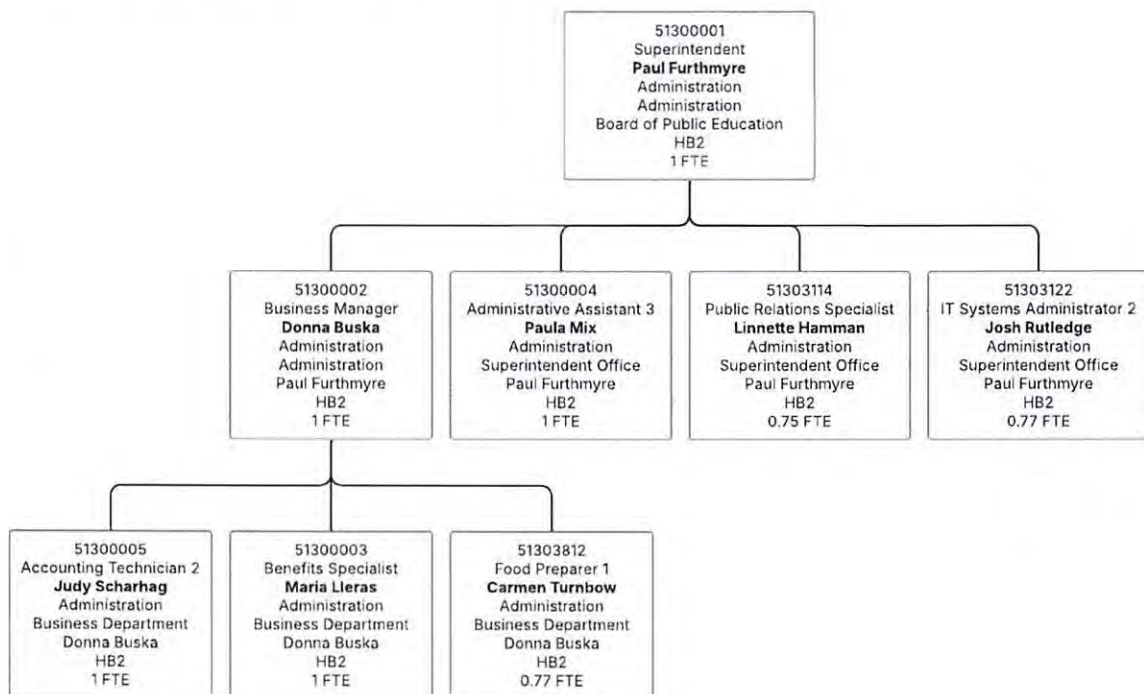 51300001
Superintendent
Paul Furthmyre
Administration
Administration
Board of Public Education
HB2
1 FTE
51300002
Business Manager
Donna Buska
Administration
Administration
Paul Furthmyre
HB2
1 FTE
51300004
Administrative Assistant 3
Paula Mix
Administration
Superintendent Office
Paul Furthmyre
HB2
1 FTE
51303114
Public Relations Specialist
Linnette Hamman
Administration
Superintendent Office
Paul Furthmyre
HB2
0.75 FTE
51303122
IT Systems Administrator 2
Josh Rutledge
Administration
Superintendent Office
Paul Furthmyre
HB2
0.77 FTE
51300005
Accounting Technician 2
Judy Scharhag
Administration
Business Department
Donna Buska
HB2
1 FTE
51300003
Benefits Specialist
Maria Lleras
Administration
Business Department
Donna Buska
HB2
1 FTE
51303812
Food Preparer 1
Carmen Turnbow
Administration
Business Department
Donna Buska
HB2
0.77 FTE